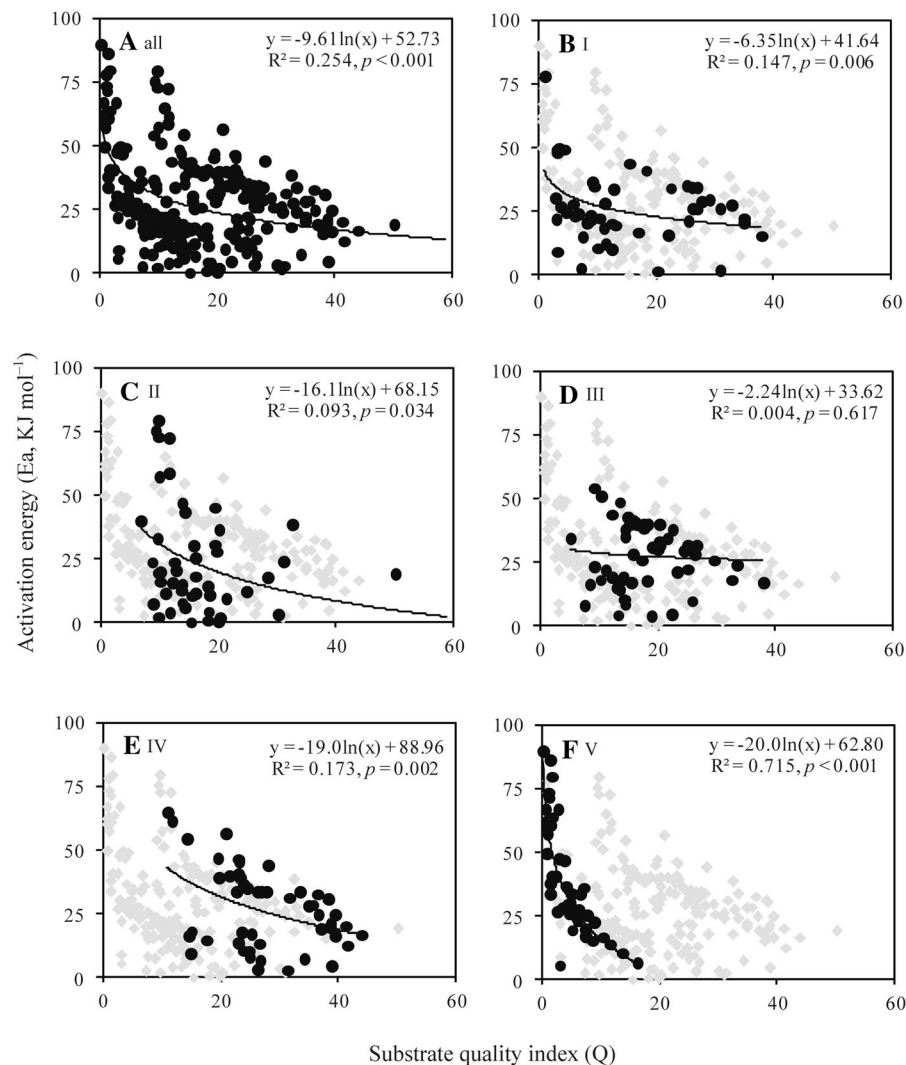 A all
y = -9.61ln(x) + 52.73
R² = 0.254, p < 0.001
100
75
50
25
0
0 20 40 60
B I
y = -6.35ln(x) + 41.64
R² = 0.147, p = 0.006
100
75
50
25
0
0 20 40 60
C II
y = -16.1ln(x) + 68.15
R² = 0.093, p = 0.034
100
75
50
25
0
0 20 40 60
D III
y = -2.24ln(x) + 33.62
R² = 0.004, p = 0.617
100
75
50
25
0
0 20 40 60
E IV
y = -19.0ln(x) + 88.96
R² = 0.173, p = 0.002
100
75
50
25
0
0 20 40 60
F V
y = -20.0ln(x) + 62.80
R² = 0.715, p < 0.001
100
75
50
25
0
0 20 40 60
Activation energy (Ea, KJ mol⁻¹)
Substrate quality index (Q)